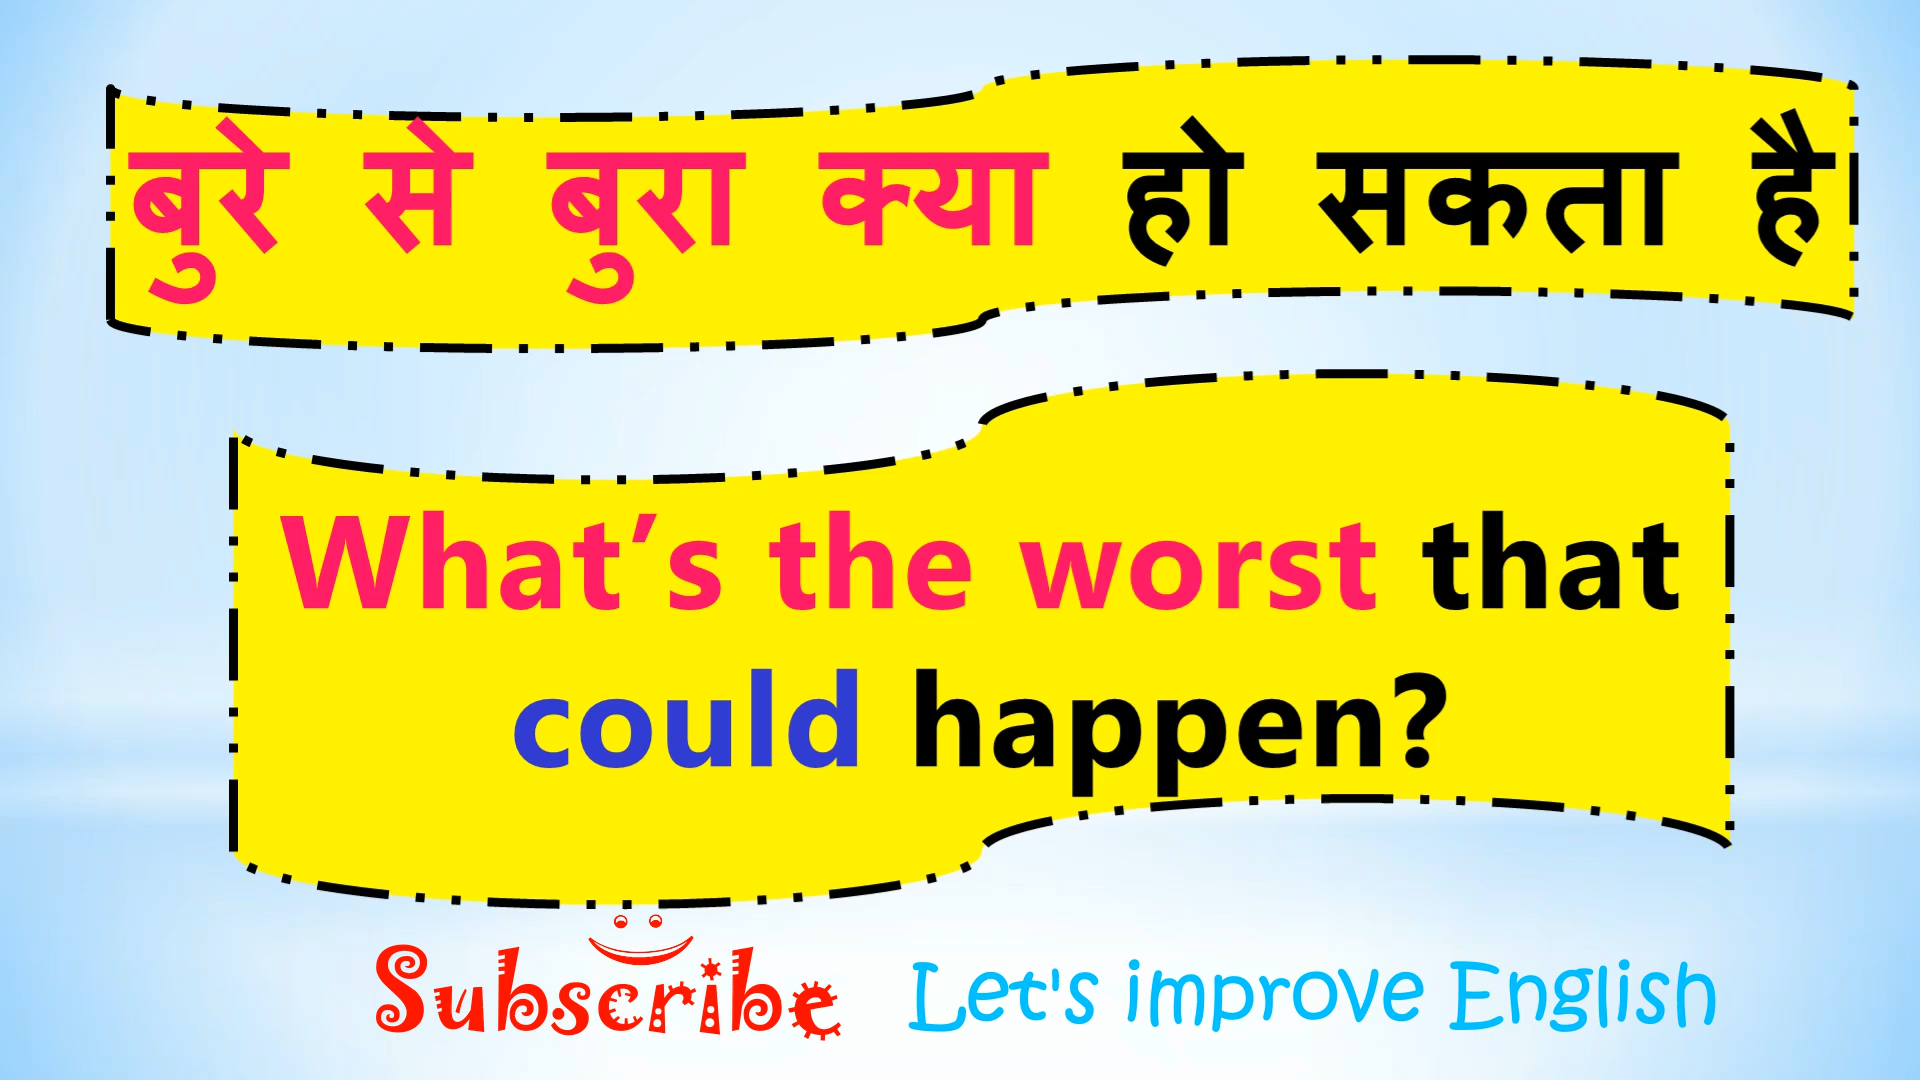 बुरे से बुरा क्या हो सकता है
What’s the worst that
could happen?
Subscribe Let's improve English